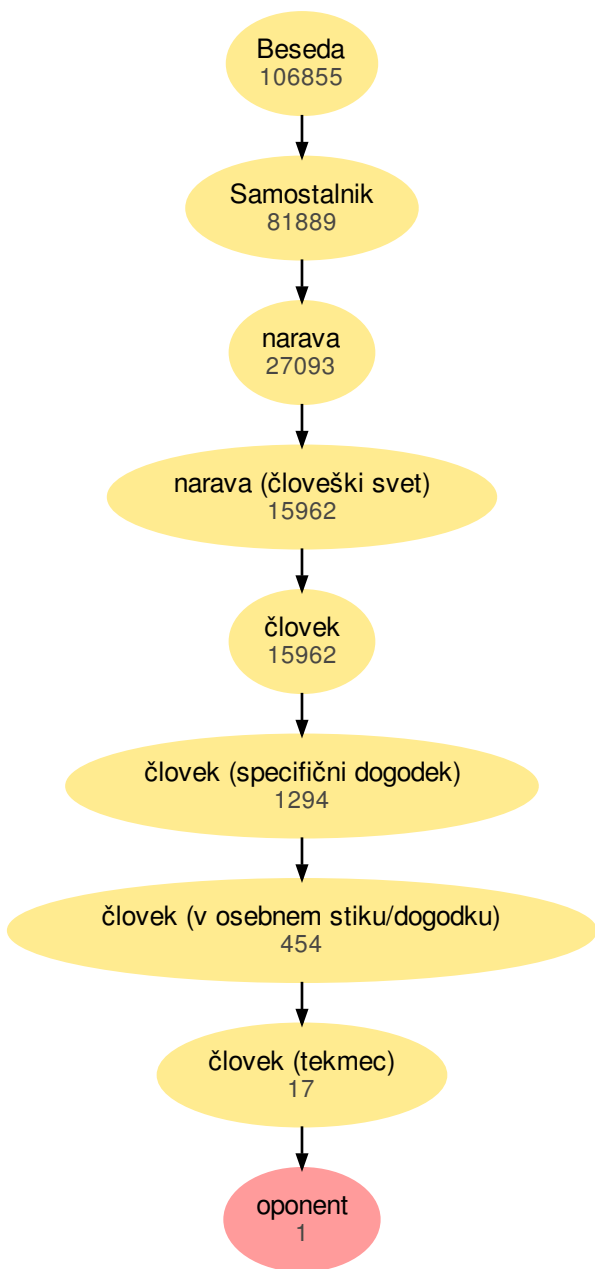 Beseda
106855
Samostalnik
81889
narava
27093
narava (človeški svet)
15962
človek
15962
človek (specifični dogodek)
1294
človek (v osebnem stiku/dogodku)
454
človek (tekmec)
17
oponent
1